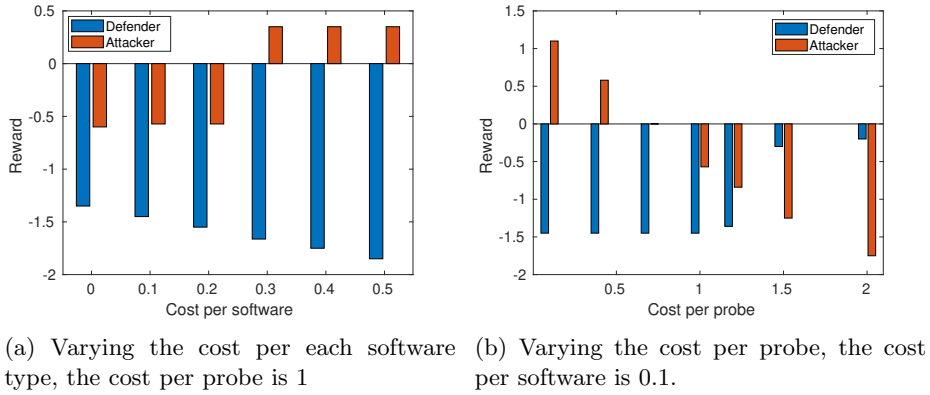 0.5
0
-0.5
-1
-1.5
-2
Reward
Defender
Attacker
0 0.1 0.2 0.3 0.4 0.5
Cost per software
1.5
1
0.5
0
-0.5
-1
-1.5
-2
Reward
Defender
Attacker
0.5 1 1.5 2
Cost per probe
(a) Varying the cost per each software
type, the cost per probe is 1
(b) Varying the cost per probe, the cost
per software is 0.1.